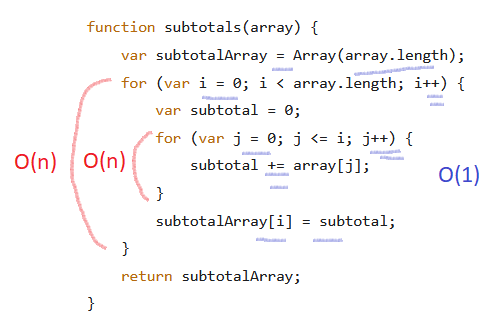 function subtotals(array) {
var subtotalArray = Array(array.length);
for (var i = 0; i < array.length; i++) {
var subtotal = 0;
for (var j = 0; j <= i; j++) {
O(n) O(n) subtotal += array[j];
O(1)
}
subtotalArray[i] = subtotal;
}
return subtotalArray;
}